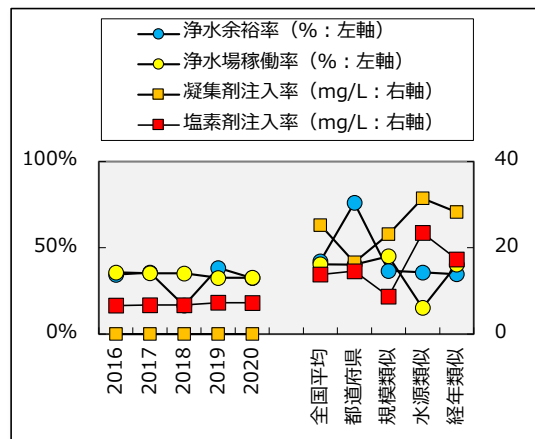 浄水余裕率（%：左軸）
浄水場稼働率（%：左軸）
凝集剤注入率（mg/L：右軸）
塩素剤注入率（mg/L：右軸）
100%
50%
0%
40
20
0
2016
2017
2018
2019
2020
全国平均
都道府県
規模類似
水源類似
経年類似